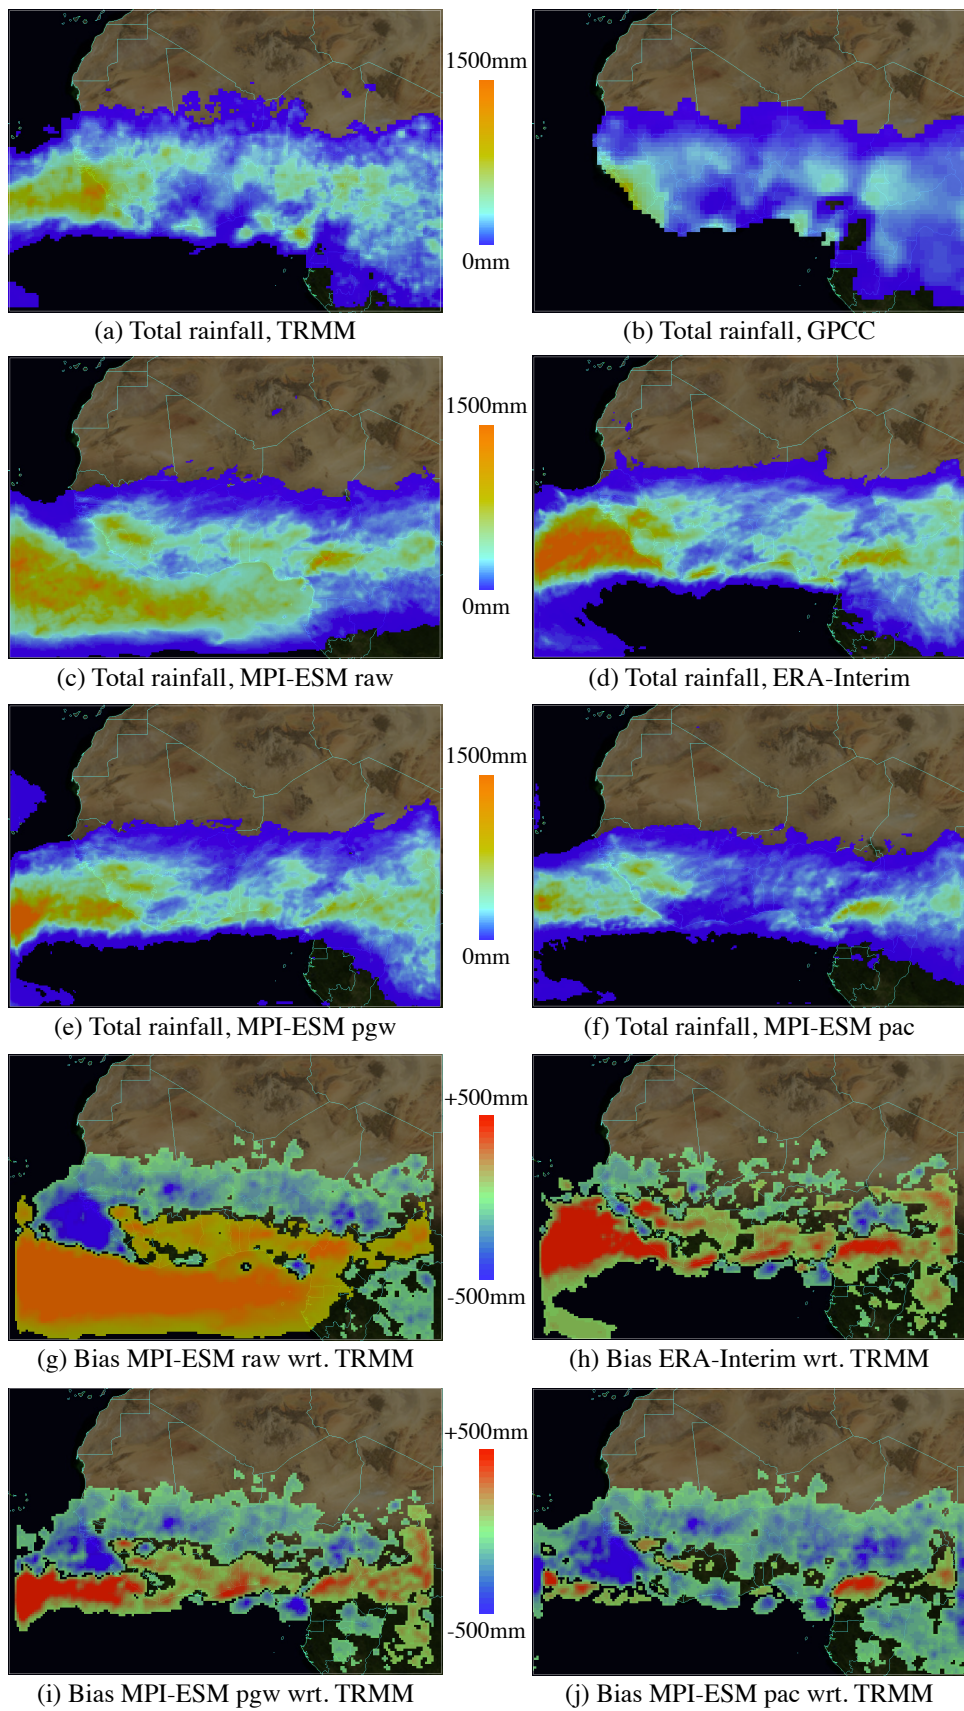 1500mm
0mm
(a) Total rainfall, TRMM
(b) Total rainfall, GPCC
1500mm
0mm
(c) Total rainfall, MPI-ESM raw
(d) Total rainfall, ERA-Interim
1500mm
0mm
(e) Total rainfall, MPI-ESM pgw
(f) Total rainfall, MPI-ESM pac
+500mm
-500mm
(g) Bias MPI-ESM raw wrt. TRMM
(h) Bias ERA-Interim wrt. TRMM
+500mm
-500mm
(i) Bias MPI-ESM pgw wrt. TRMM
(j) Bias MPI-ESM pac wrt. TRMM